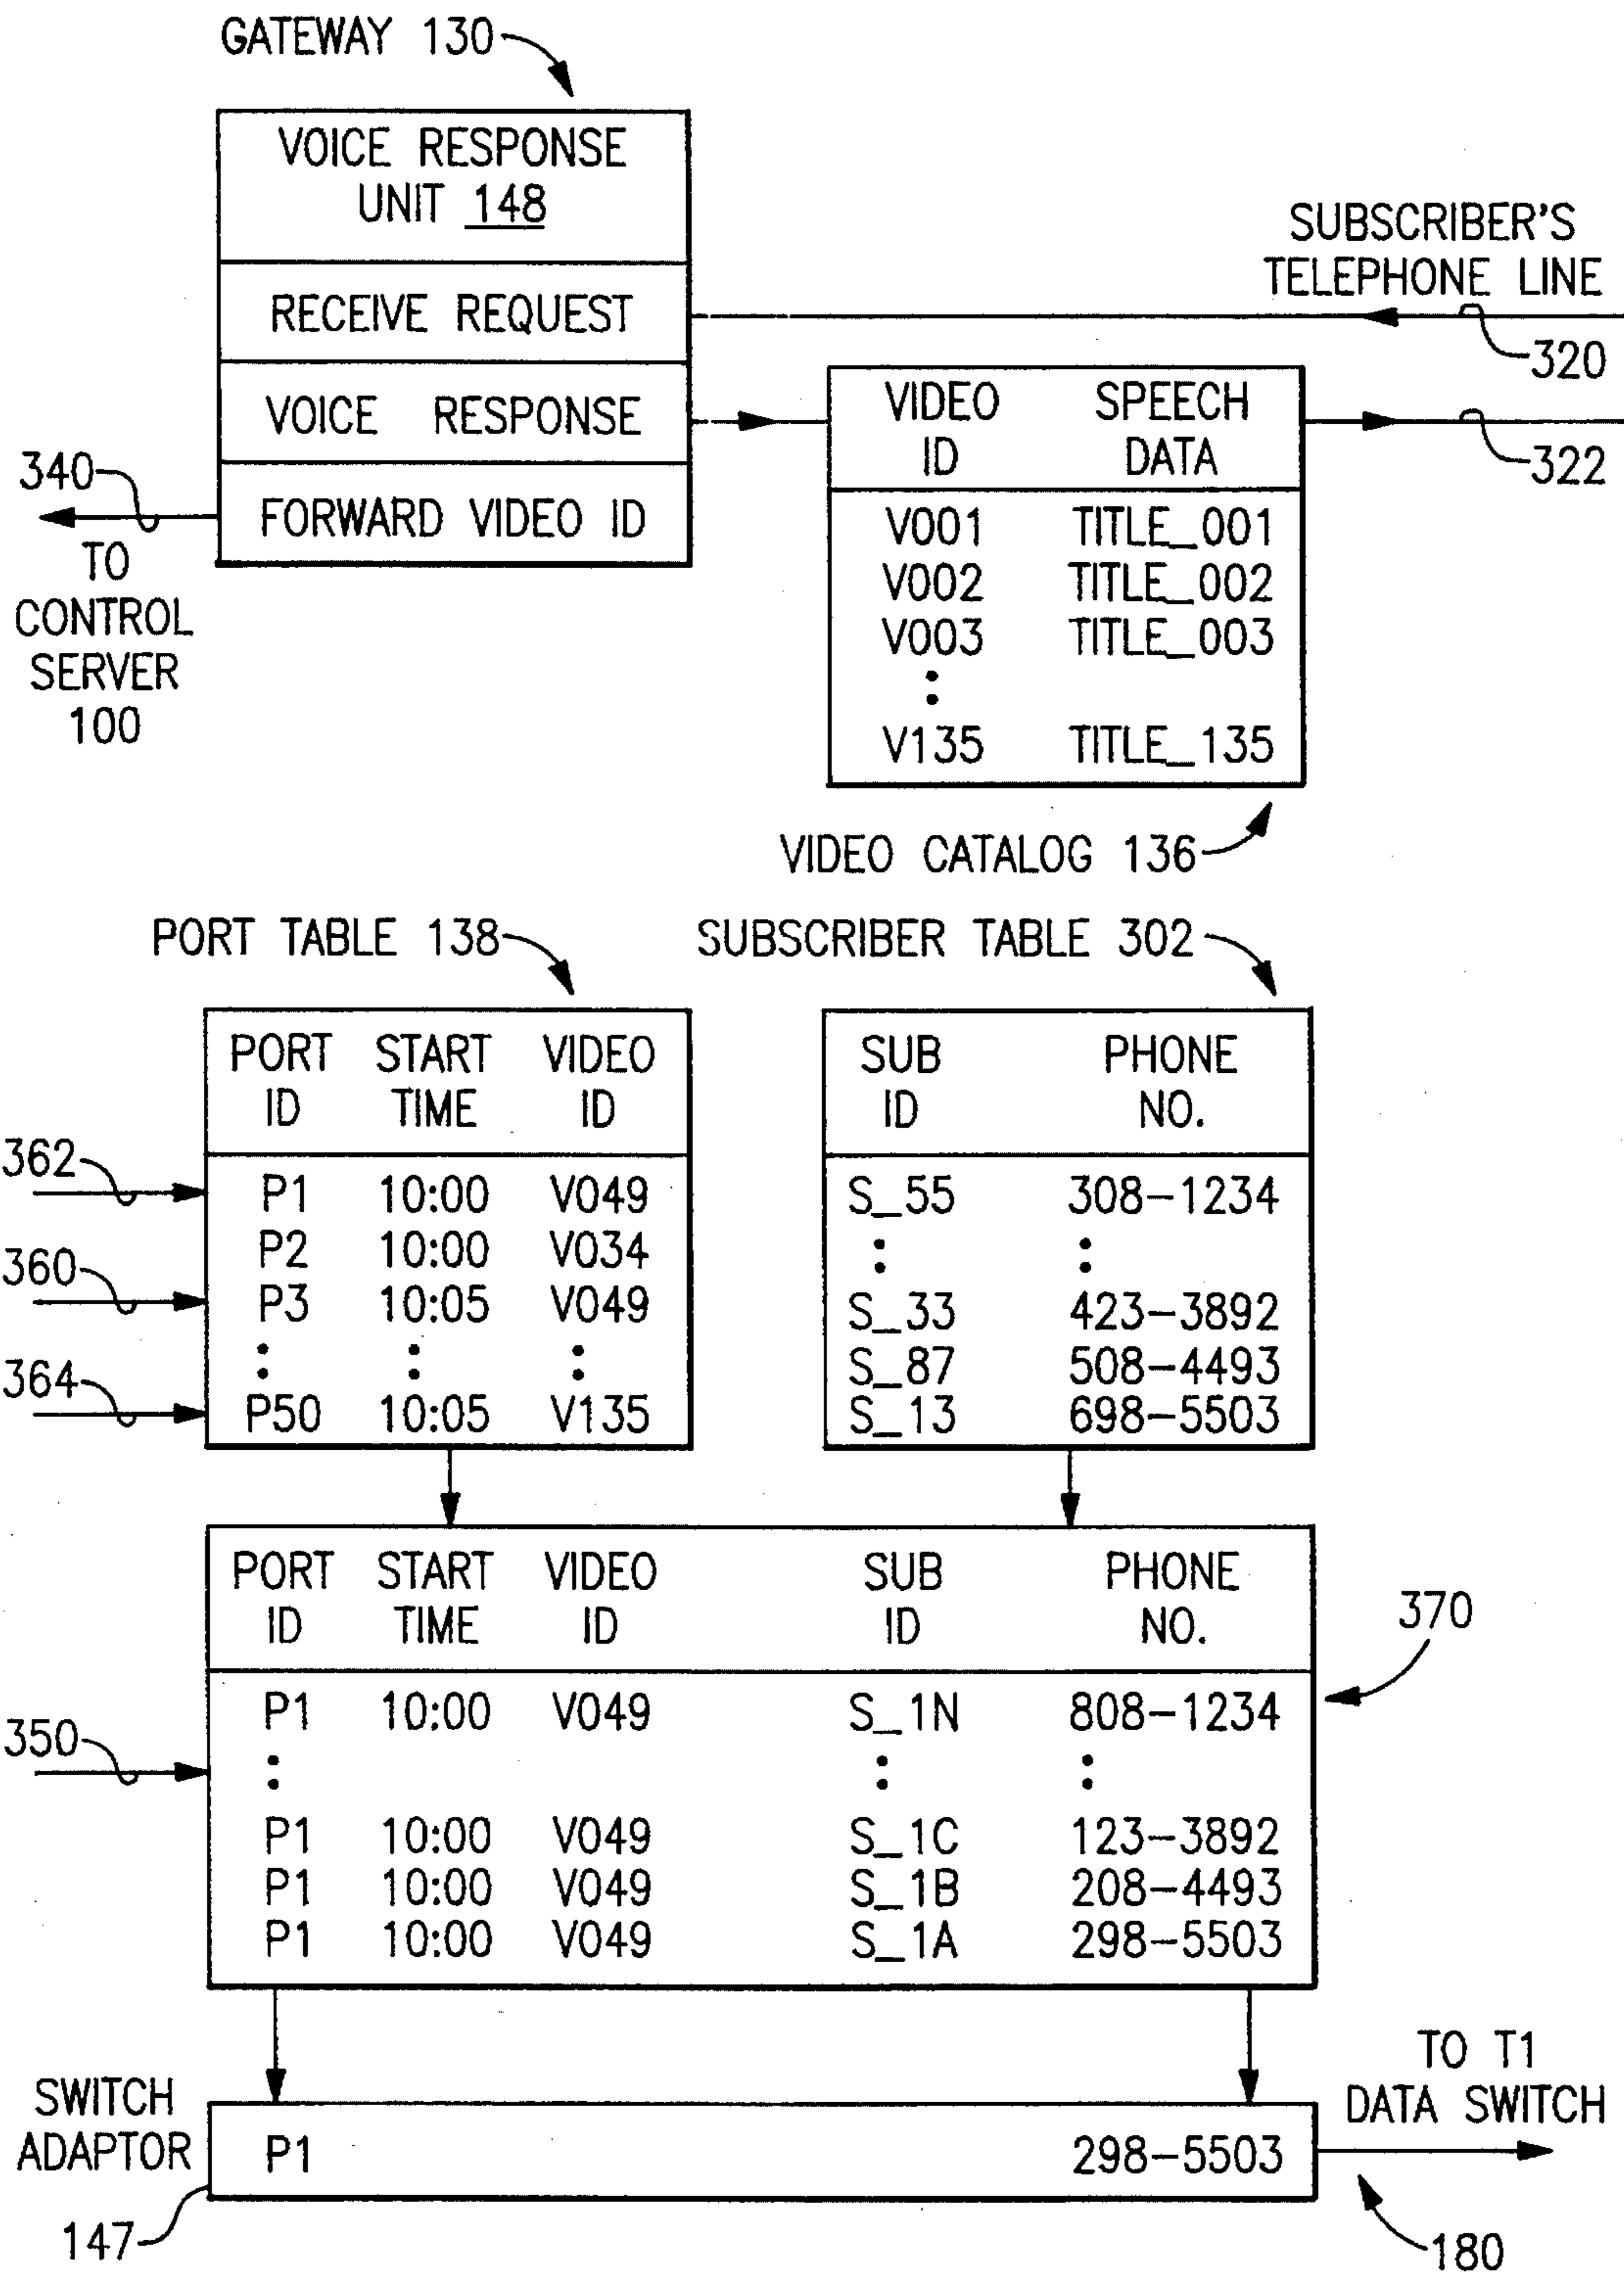 GATEWAY 130
VOICE RESPONSE
UNIT 148
RECEIVE REQUEST
VOICE RESPONSE
FORWARD VIDEO ID
SUBSCRIBER'S
TELEPHONE LINE
320
322
340
TO
CONTROL
SERVER
100
VIDEO SPEECH
ID DATA
V001 TITLE_001
V002 TITLE_002
V003 TITLE_003
V135 TITLE_135
VIDEO CATALOG 136
PORT TABLE 138
PORT START VIDEO
ID TIME ID
362
P1 10:00 V049
P2 10:00 V034
360
P3 10:05 V049
364
P50 10:05 V135
SUBSCRIBER TABLE 302
SUB PHONE
ID NO.
S_55 308-1234
S_33 423-3892
S_87 508-4493
S_13 698-5503
PORT START VIDEO SUB PHONE
ID TIME ID ID NO.
370
P1 10:00 V049 S_1N 808-1234
350
P1 10:00 V049 S_1C 123-3892
P1 10:00 V049 S_1B 208-4493
P1 10:00 V049 S_1A 298-5503
SWITCH
ADAPTOR
147
P1 298-5503
TO T1
DATA SWITCH
180